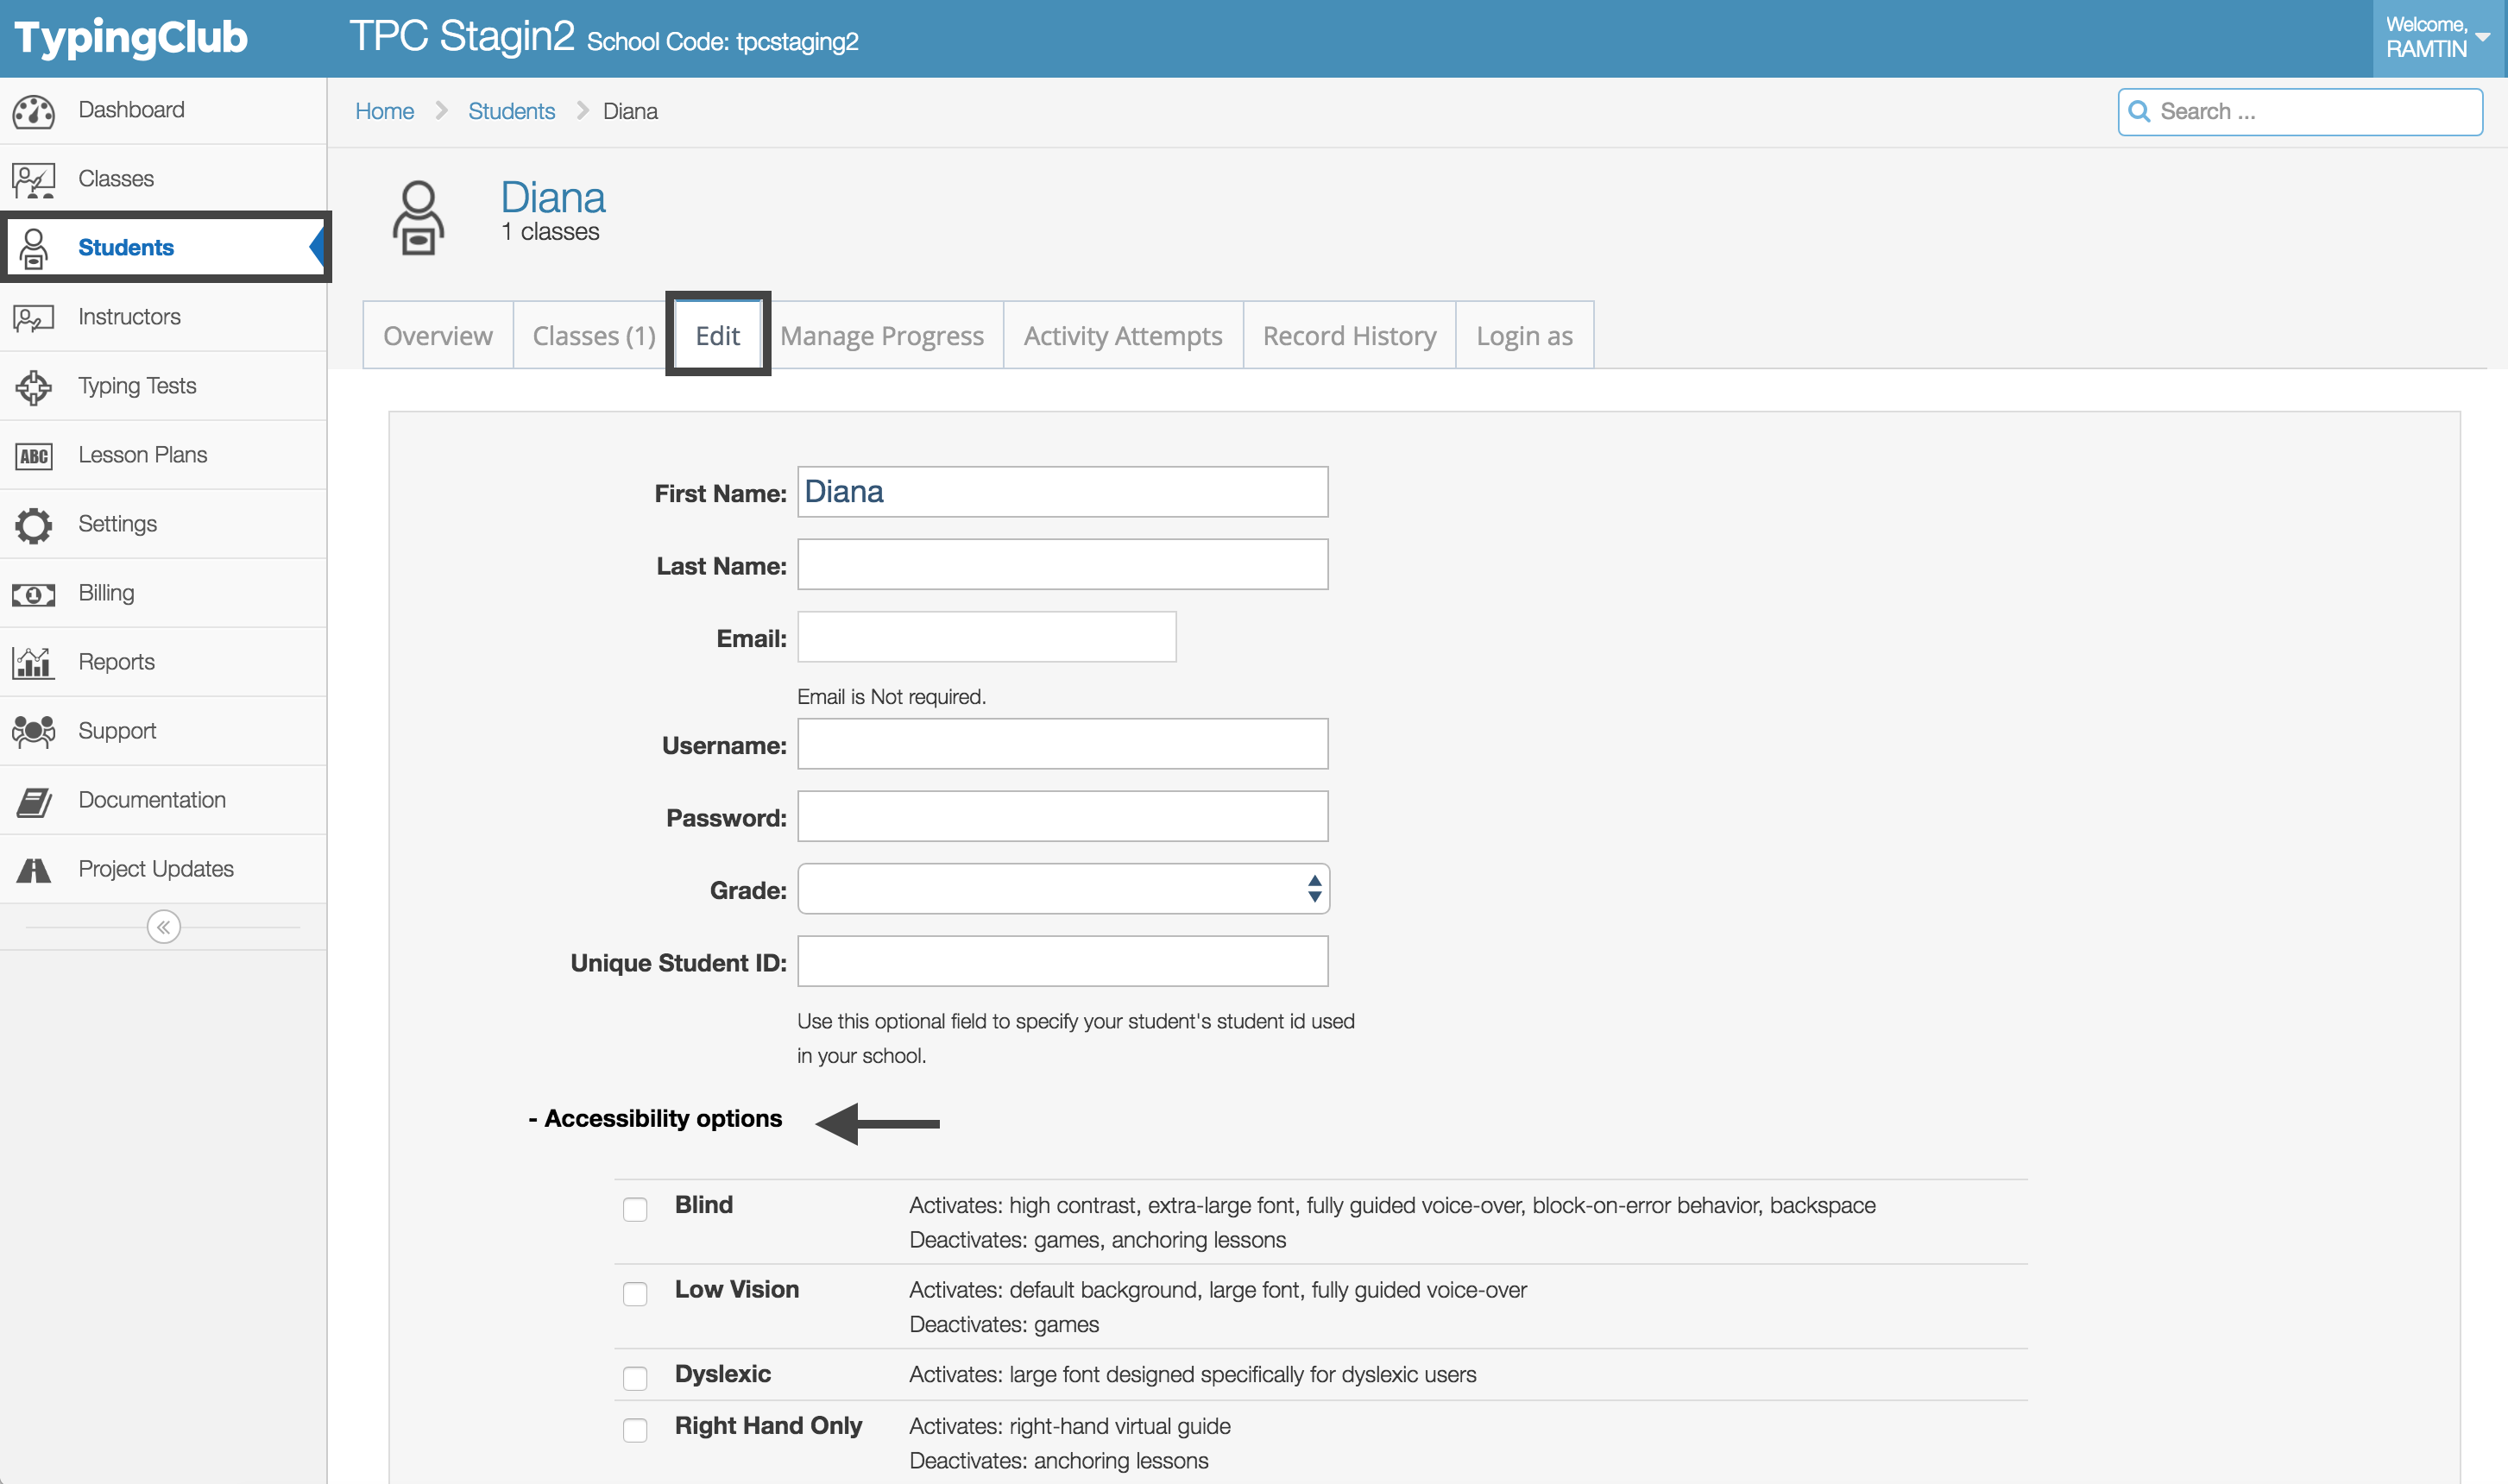 TypingClub
TPC Stagin2 School Code: tpcstaging2
Welcome,
RAMTIN
Dashboard
Classes
Students
Instructors
Typing Tests
ABC
Lesson Plans
Settings
1
Billing
Reports
Support
Documentation
Project Updates
Home
Students
Diana
Search ...
Diana
1 classes
Overview
Classes (1)
Edit
Manage Progress
Activity Attempts
Record History
Login as
First Name:
Diana
Last Name:
Email:
Email is Not required.
Username:
Password:
Grade:
Unique Student ID:
Use this optional field to specify your student's student id used
in your school.
- Accessibility options
Blind
Activates: high contrast, extra-large font, fully guided voice-over, block-on-error behavior, backspace
Deactivates: games, anchoring lessons
Low Vision
Activates: default background, large font, fully guided voice-over
Deactivates: games
Dyslexic
Activates: large font designed specifically for dyslexic users
Right Hand Only
Activates: right-hand virtual guide
Deactivates: anchoring lessons